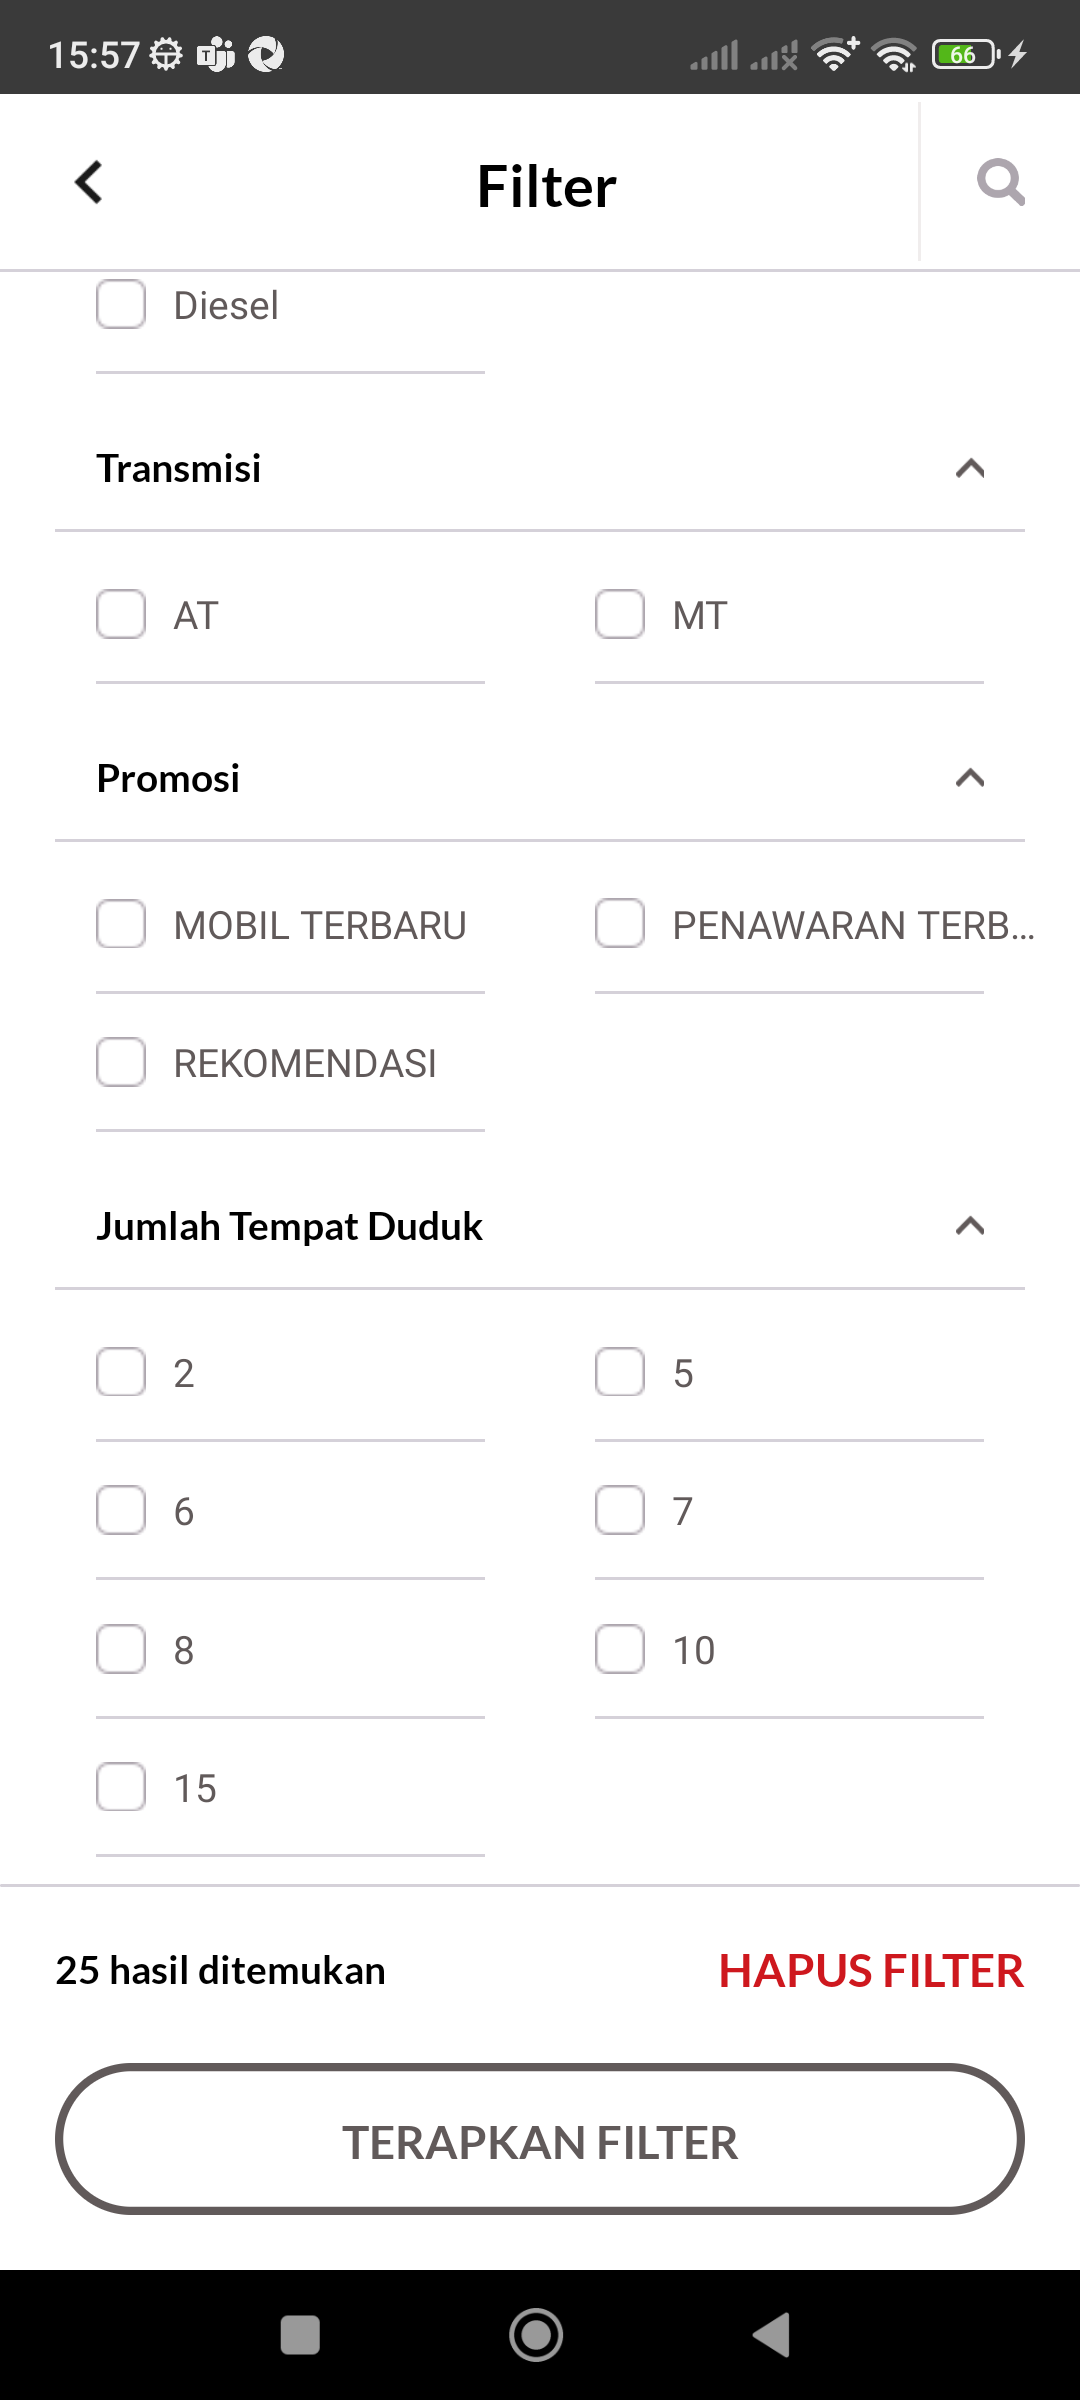 15:57
66
Filter
Diesel
Transmisi
AT
MT
Promosi
MOBIL TERBARU
PENAWARAN TERB...
REKOMENDASI
Jumlah Tempat Duduk
2
5
6
7
8
10
15
25 hasil ditemukan
HAPUS FILTER
TERAPKAN FILTER